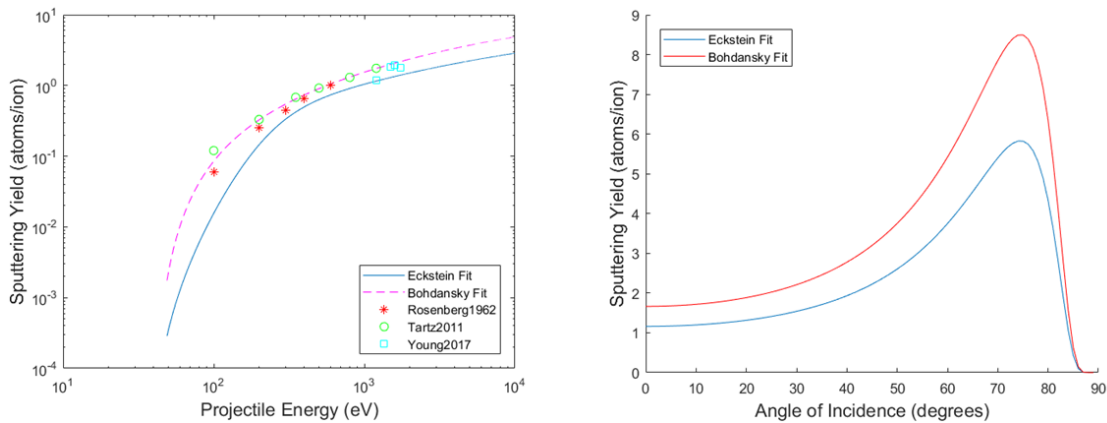 10^1
10^0
10^-1
10^-2
10^-3
10^-4
Sputtering Yield (atoms/ion)
Eckstein Fit
Bohdansky Fit
Rosenberg1962
Tartz2011
Young2017
10^1
10^2
10^3
10^4
Projectile Energy (eV)
9
8
7
6
5
4
3
2
1
0
Sputtering Yield (atoms/ion)
Eckstein Fit
Bohdansky Fit
0 10 20 30 40 50 60 70 80 90
Angle of Incidence (degrees)